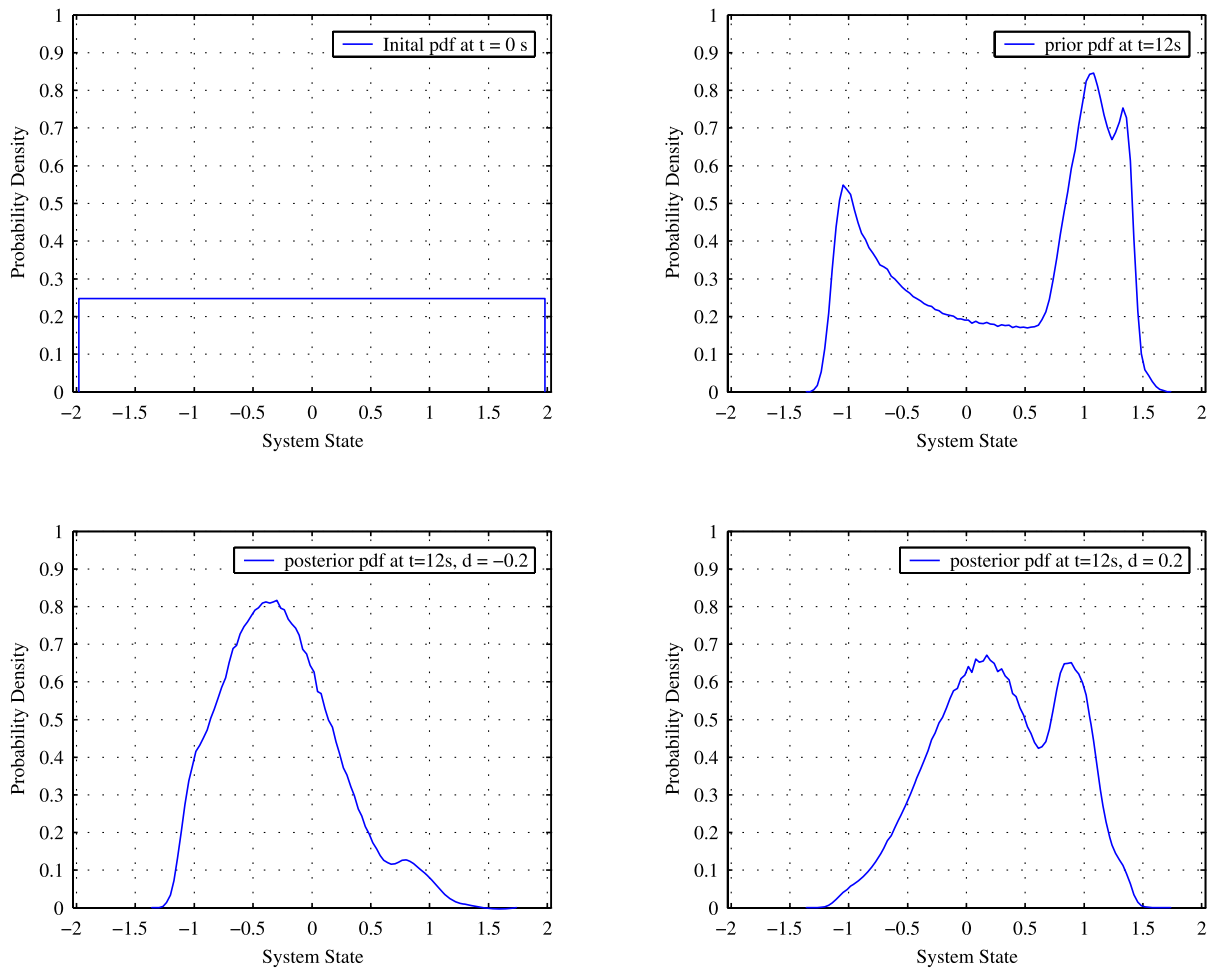 Inital pdf at t = 0 s
Probability Density
1
0.9
0.8
0.7
0.6
0.5
0.4
0.3
0.2
0.1
0
−2 −1.5 −1 −0.5 0 0.5 1 1.5 2
System State
prior pdf at t=12s
Probability Density
1
0.9
0.8
0.7
0.6
0.5
0.4
0.3
0.2
0.1
0
−2 −1.5 −1 −0.5 0 0.5 1 1.5 2
System State
posterior pdf at t=12s, d = −0.2
Probability Density
1
0.9
0.8
0.7
0.6
0.5
0.4
0.3
0.2
0.1
0
−2 −1.5 −1 −0.5 0 0.5 1 1.5 2
System State
posterior pdf at t=12s, d = 0.2
Probability Density
1
0.9
0.8
0.7
0.6
0.5
0.4
0.3
0.2
0.1
0
−2 −1.5 −1 −0.5 0 0.5 1 1.5 2
System State